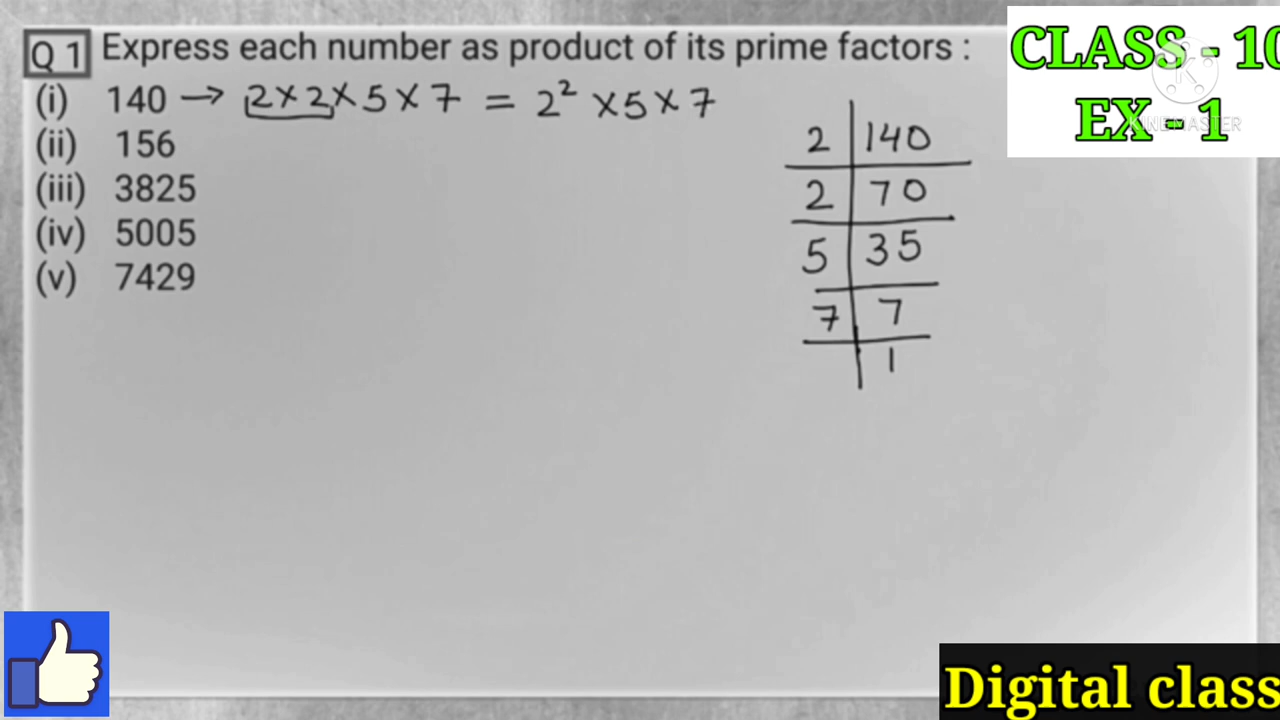 Q 1 Express each number as product of its prime factors :
(i) 140 → 2 × 2 × 5 × 7 = 2² × 5 × 7
(ii) 156
(iii) 3825
(iv) 5005
(v) 7429
2 | 140
2 | 70
5 | 35
7 | 7
| 1
CLASS - 10
EX - 1
KINEMASTER
Digital class